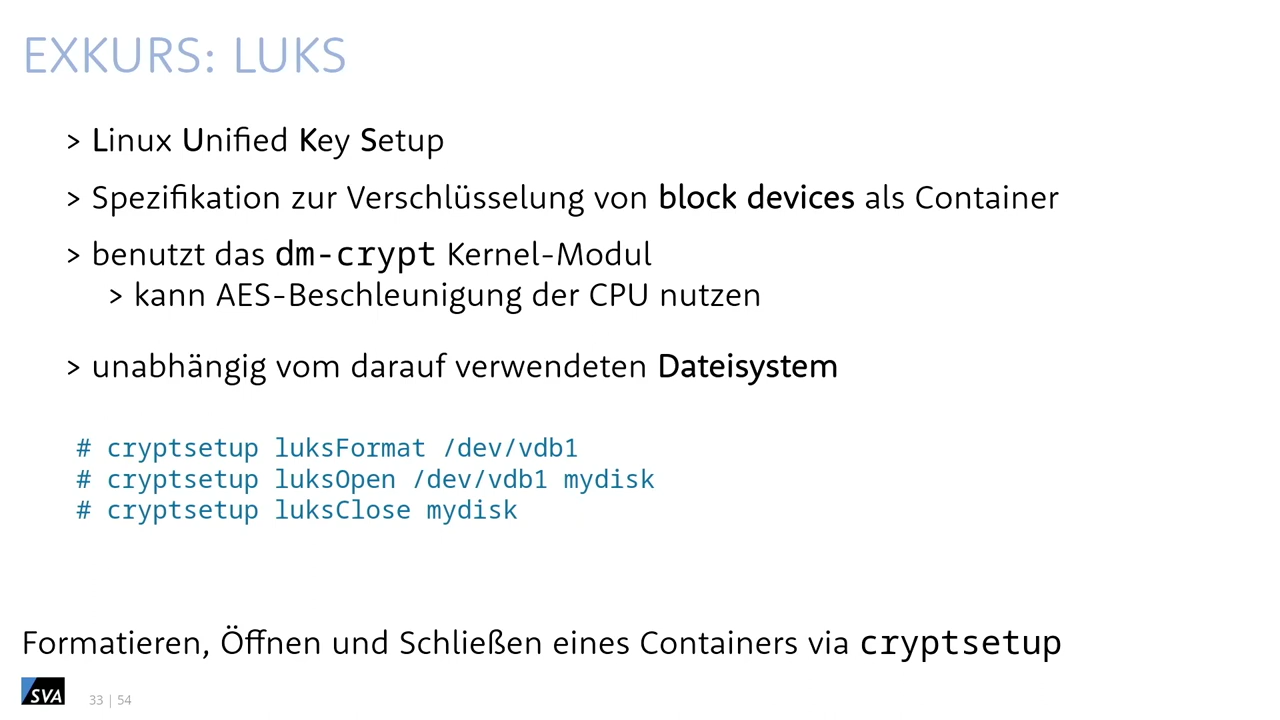 EXKURS: LUKS
> Linux Unified Key Setup
> Spezifikation zur Verschlüsselung von block devices als Container
> benutzt das dm-crypt Kernel-Modul
> kann AES-Beschleunigung der CPU nutzen
> unabhängig vom darauf verwendeten Dateisystem
# cryptsetup luksFormat /dev/vdb1
# cryptsetup luksOpen /dev/vdb1 mydisk
# cryptsetup luksClose mydisk
Formatieren, Öffnen und Schließen eines Containers via cryptsetup
SVA
33 | 54